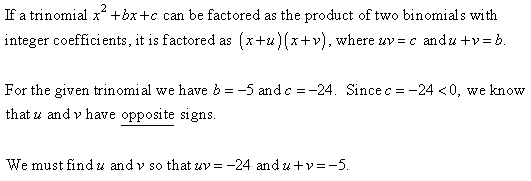 If a trinomial x² + bx + c can be factored as the product of two binomials with
integer coefficients, it is factored as (x+u)(x+v), where uv = c and u + v = b.
For the given trinomial we have b = −5 and c = −24. Since c = −24 < 0, we know
that u and v have opposite signs.
We must find u and v so that uv = −24 and u + v = −5.